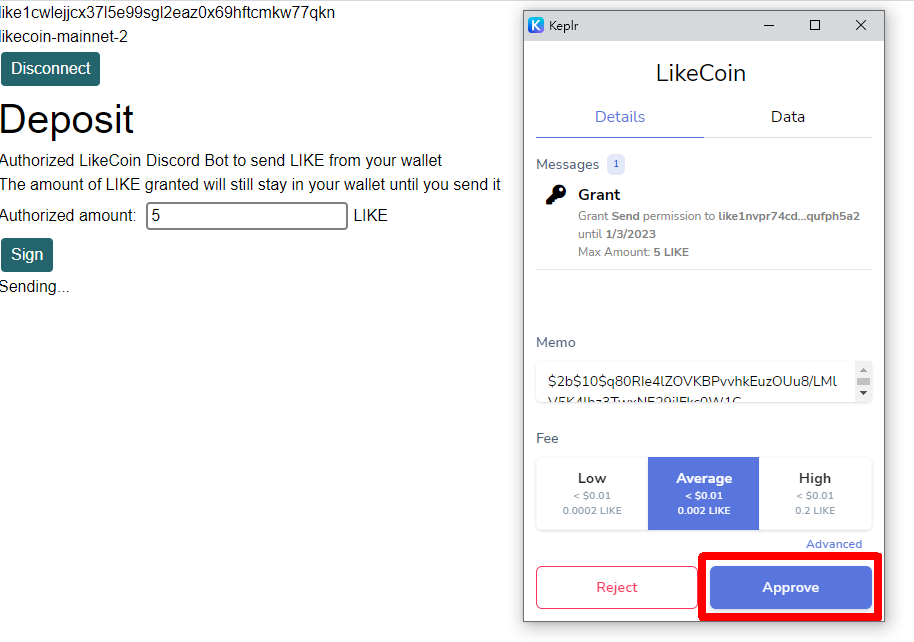 like1cwlejjcx37l5e99sgl2eaz0x69hftcmkw77qkn
likecoin-mainnet-2
Disconnect
Deposit
Authorized LikeCoin Discord Bot to send LIKE from your wallet
The amount of LIKE granted will still stay in your wallet until you send it
Authorized amount: 5 LIKE
Sign
Sending...
Keplr
LikeCoin
Details Data
Messages 1
Grant
Grant Send permission to like1nvpr74cd...qufph5a2
until 1/3/2023
Max Amount: 5 LIKE
Memo
$2b$10$q80RIe4lZOVKBPvvhkEuzOUu8/LMl
Fee
Low Average High
< $0.01 < $0.01 < $0.01
0.0002 LIKE 0.002 LIKE 0.2 LIKE
Advanced
Reject Approve